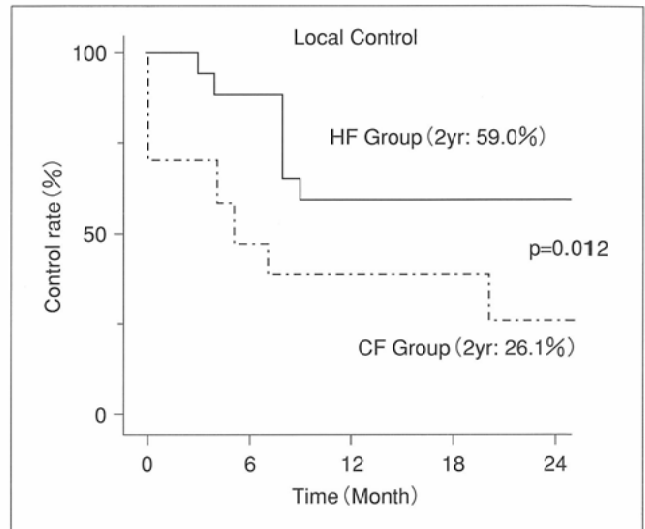 Local Control
100
HF Group (2yr: 59.0%)
Control rate (%)
50
p=0.012
CF Group (2yr: 26.1%)
0
0 6 12 18 24
Time (Month)